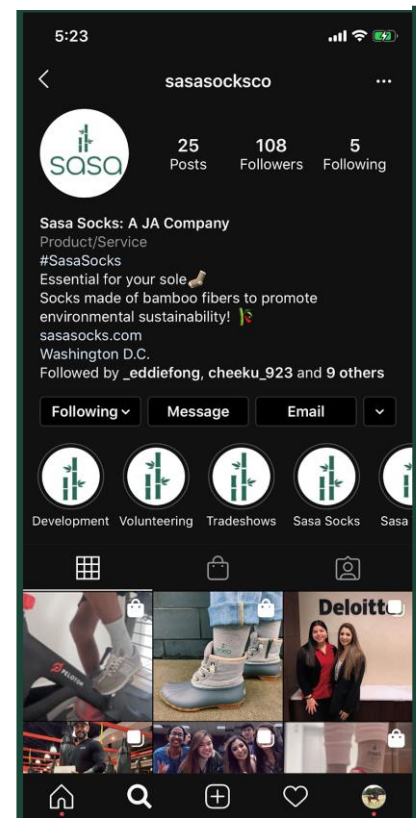 5:23
sasasocksco
sasa
25
108
5
Posts
Followers
Following
Sasa Socks: A JA Company
Product/Service
#SasaSocks
Essential for your sole🧦
Socks made of bamboo fibers to promote
environmental sustainability! 🎋
sasasocks.com
Washington D.C.
Followed by _eddiefong, cheeku_923 and 9 others
Following
Message
Email
Development
Volunteering
Tradeshows
Sasa Socks
Sasa
PELOTON
SASA
Deloitte